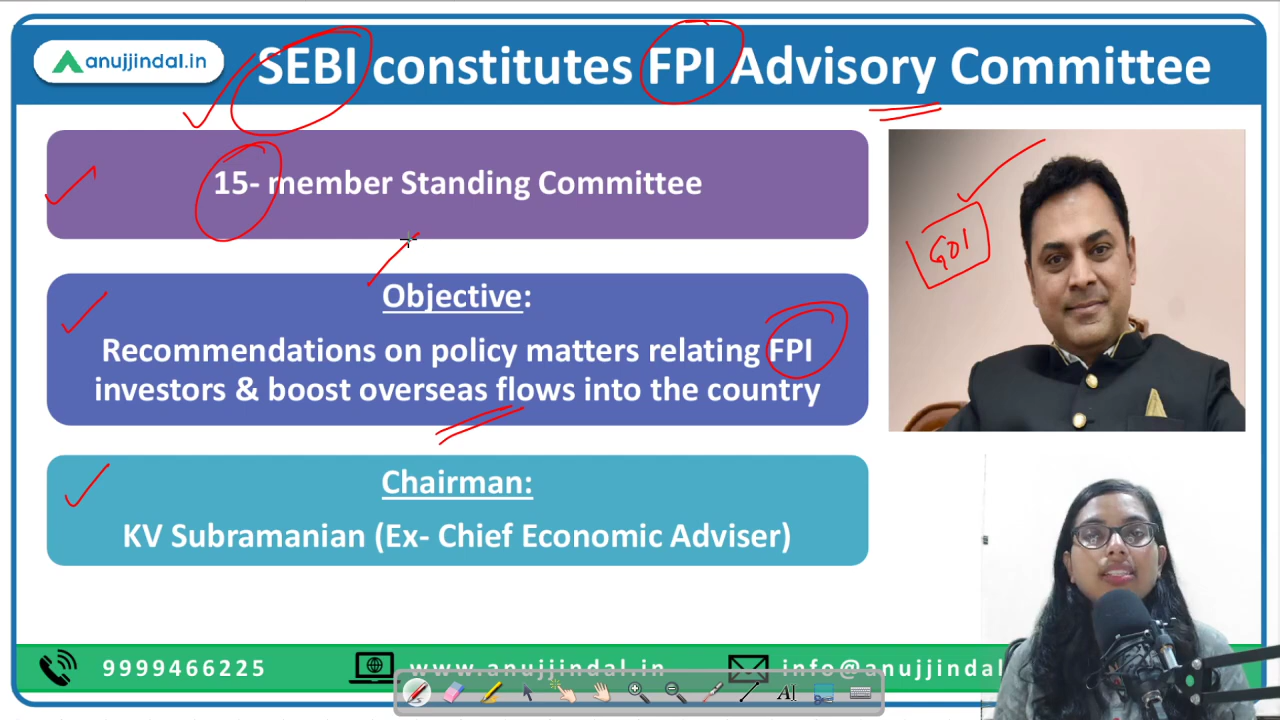 anujjindal.in
SEBI constitutes FPI Advisory Committee
15- member Standing Committee
GOI
Objective:
Recommendations on policy matters relating FPI
investors & boost overseas flows into the country
Chairman:
KV Subramanian (Ex- Chief Economic Adviser)
9999466225
www.anujjindal.in
info@anujjindal
AI